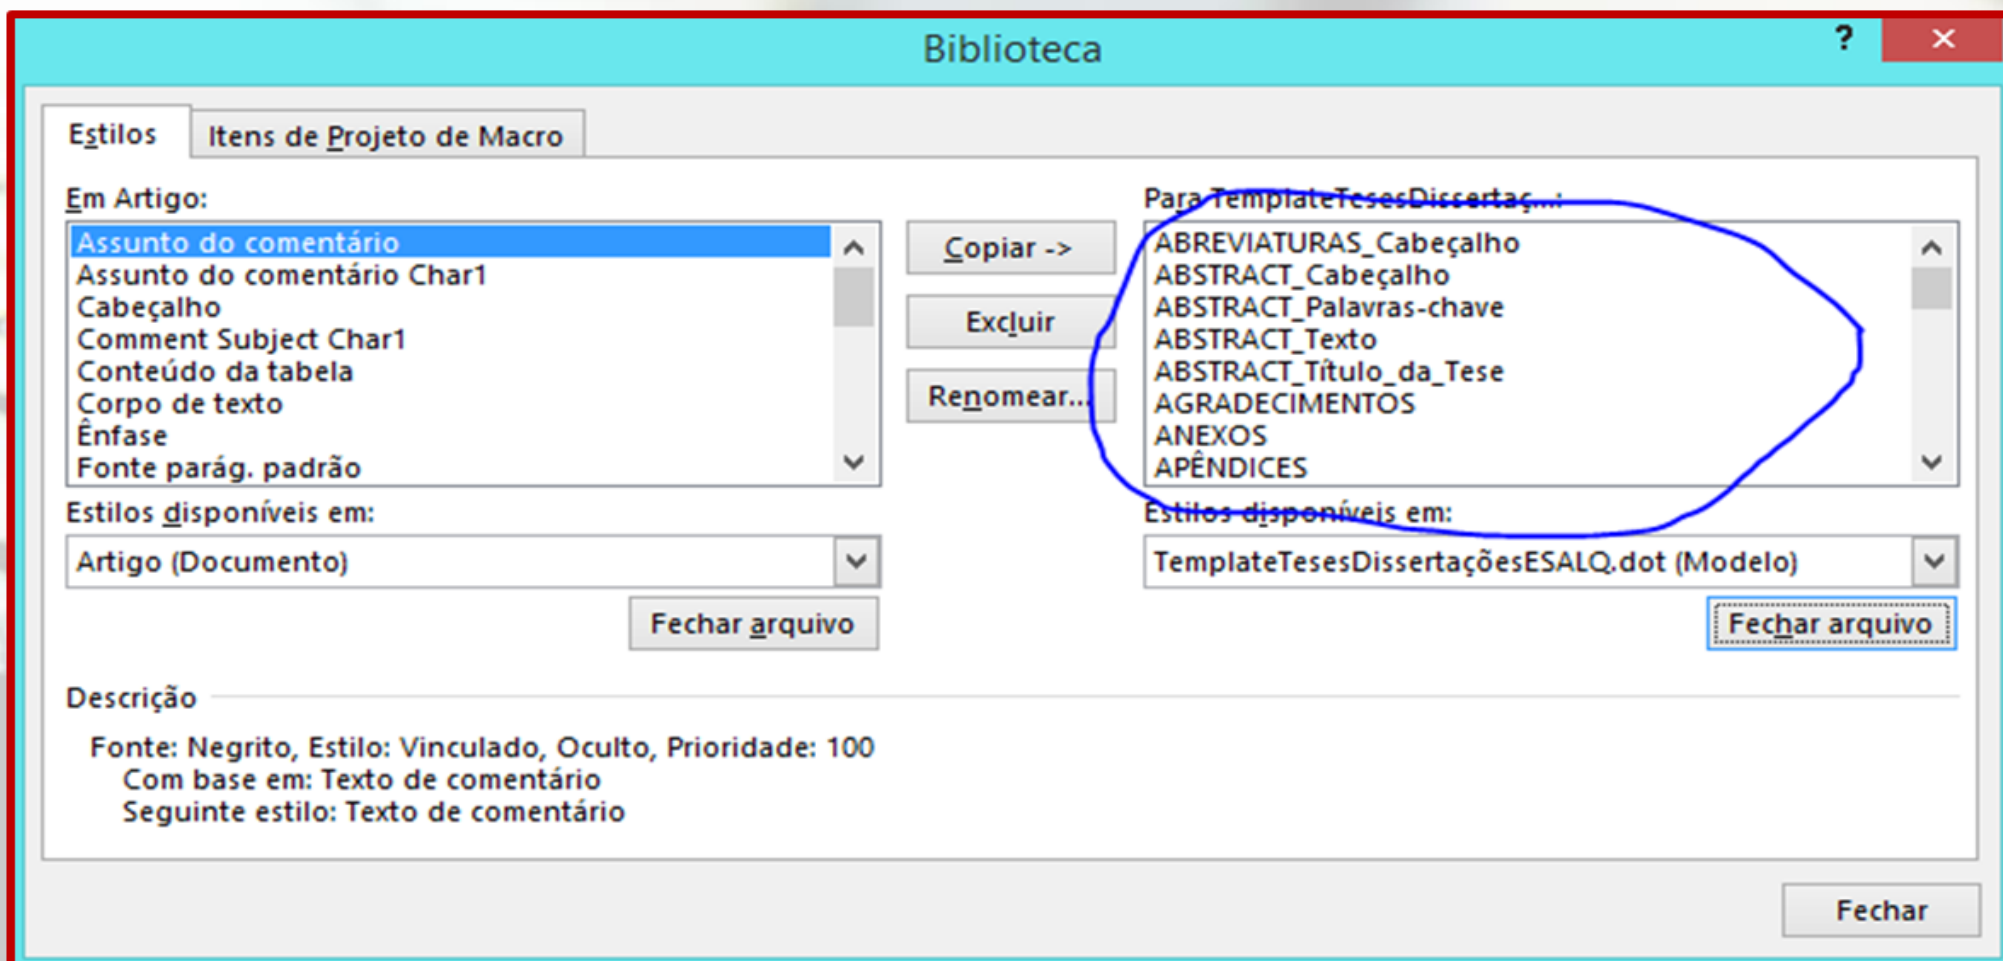 Biblioteca
?
Estilos
Itens de Projeto de Macro
Em Artigo:
Assunto do comentário
Assunto do comentário Char1
Cabeçalho
Comment Subject Char1
Conteúdo da tabela
Corpo de texto
Ênfase
Fonte parág. padrão
Estilos disponíveis em:
Artigo (Documento)
Fechar arquivo
Copiar ->
Excluir
Renomear...
Para TemplateTesesDissertaç...:
ABREVIATURAS_Cabeçalho
ABSTRACT_Cabeçalho
ABSTRACT_Palavras-chave
ABSTRACT_Texto
ABSTRACT_Título_da_Tese
AGRADECIMENTOS
ANEXOS
APÊNDICES
Estilos disponíveis em:
TemplateTesesDissertaçõesESALQ.dot (Modelo)
Fechar arquivo
Descrição
Fonte: Negrito, Estilo: Vinculado, Oculto, Prioridade: 100
Com base em: Texto de comentário
Seguinte estilo: Texto de comentário
Fechar